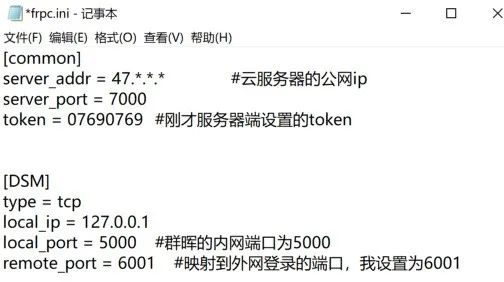 *frpc.ini - 记事本
文件(F) 编辑(E) 格式(O) 查看(V) 帮助(H)
[common]
server_addr = 47.*.*.* #云服务器的公网ip
server_port = 7000
token = 07690769 #刚才服务器端设置的token
[DSM]
type = tcp
local_ip = 127.0.0.1
local_port = 5000 #群晖的内网端口为5000
remote_port = 6001 #映射到外网登录的端口，我设置为6001